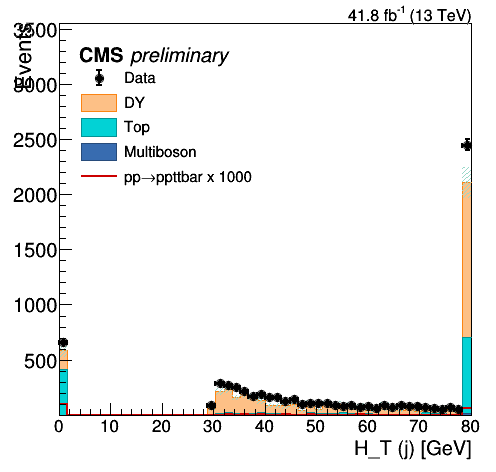 41.8 fb⁻¹ (13 TeV)
Events
CMS preliminary
Data
DY
Top
Multiboson
pp→ppttbar x 1000
3500
3000
2500
2000
1500
1000
500
0 10 20 30 40 50 60 70 80
H_T (j) [GeV]